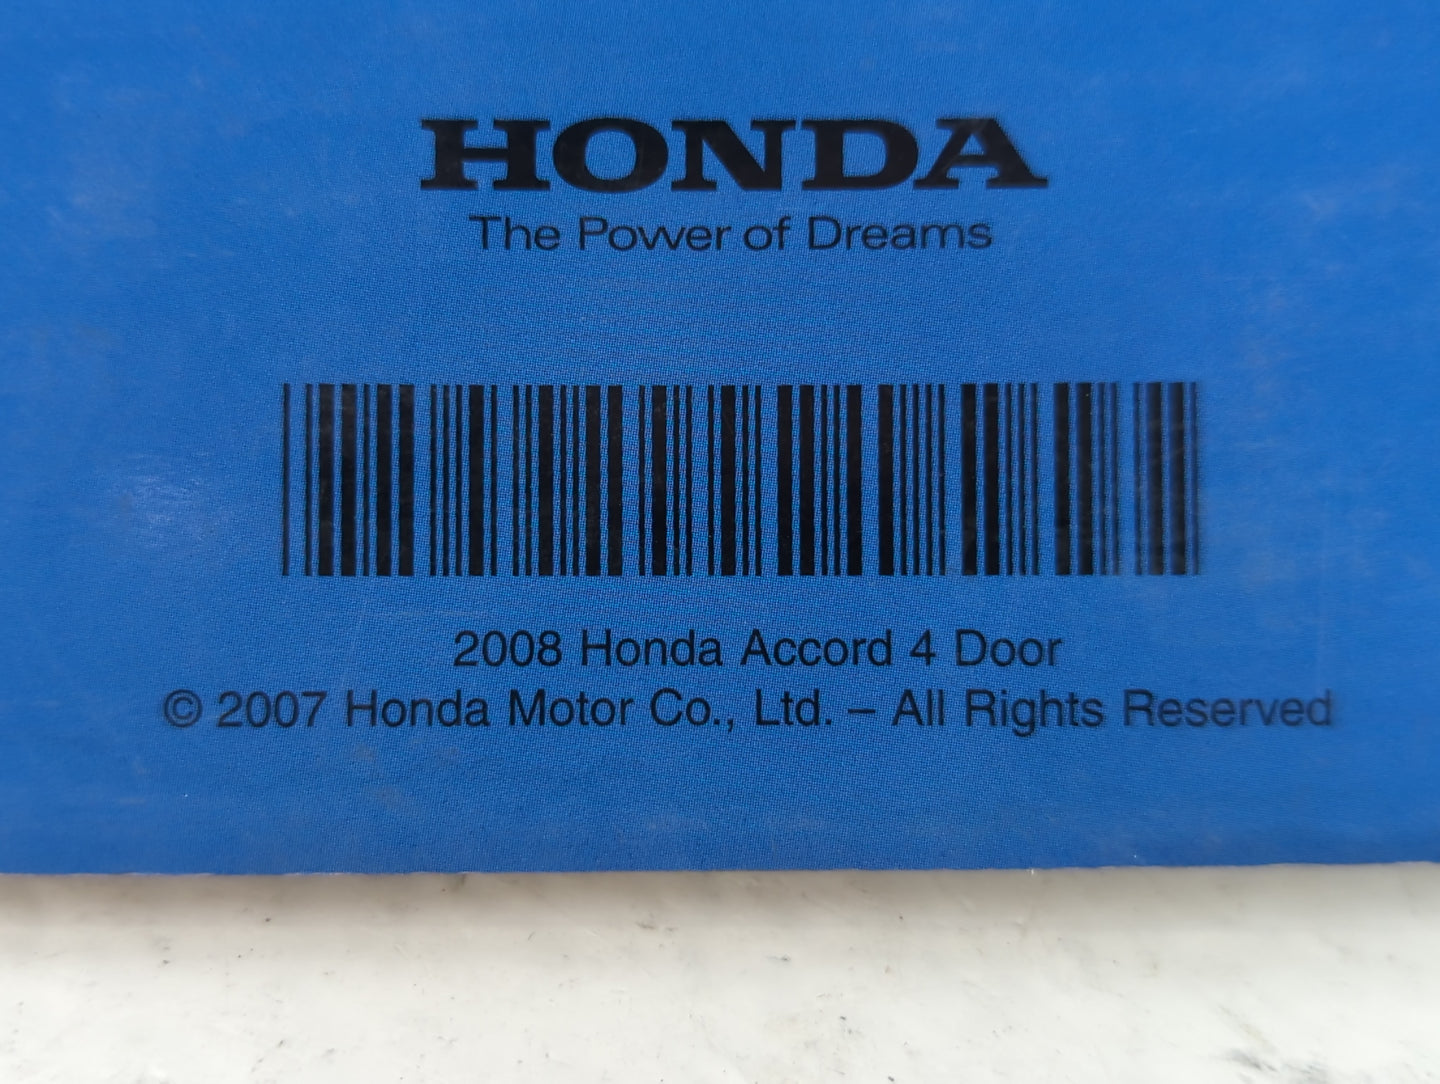 HONDA
The Power of Dreams
2008 Honda Accord 4 Door
© 2007 Honda Motor Co., Ltd. – All Rights Reserved